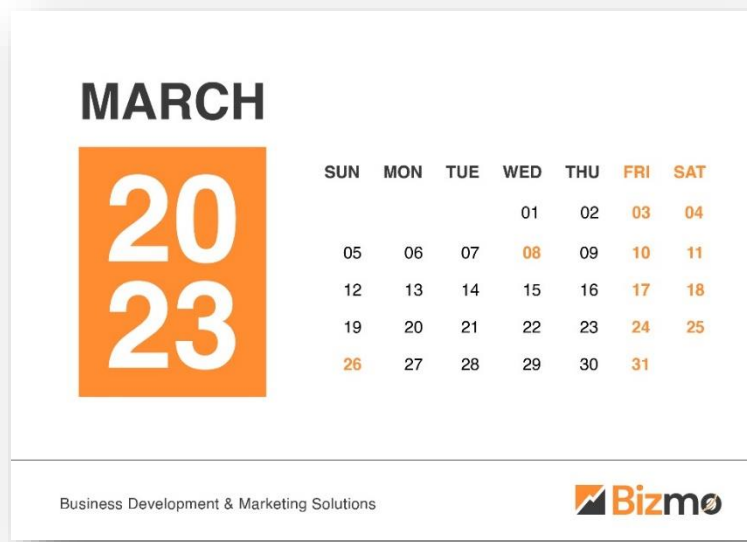 MARCH
20
23
SUN MON TUE WED THU FRI SAT
01 02 03 04
05 06 07 08 09 10 11
12 13 14 15 16 17 18
19 20 21 22 23 24 25
26 27 28 29 30 31
Business Development & Marketing Solutions
Bizmo